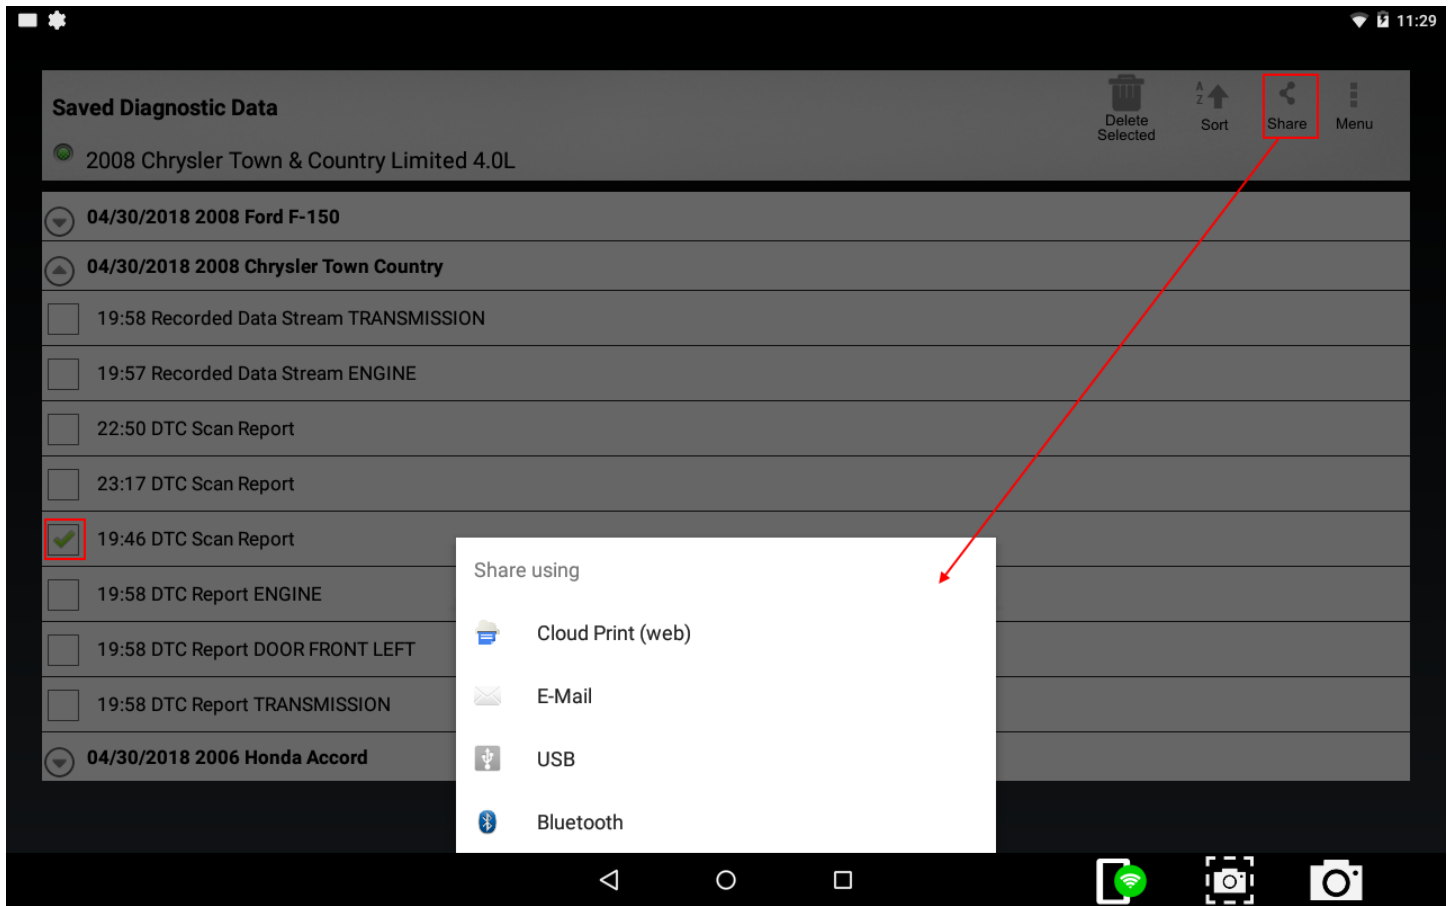 11:29
Saved Diagnostic Data
Delete
Selected
A
Z
Sort
Share
Menu
2008 Chrysler Town & Country Limited 4.0L
04/30/2018 2008 Ford F-150
04/30/2018 2008 Chrysler Town Country
19:58 Recorded Data Stream TRANSMISSION
19:57 Recorded Data Stream ENGINE
22:50 DTC Scan Report
23:17 DTC Scan Report
19:46 DTC Scan Report
19:58 DTC Report ENGINE
19:58 DTC Report DOOR FRONT LEFT
19:58 DTC Report TRANSMISSION
04/30/2018 2006 Honda Accord
Share using
Cloud Print (web)
E-Mail
USB
Bluetooth